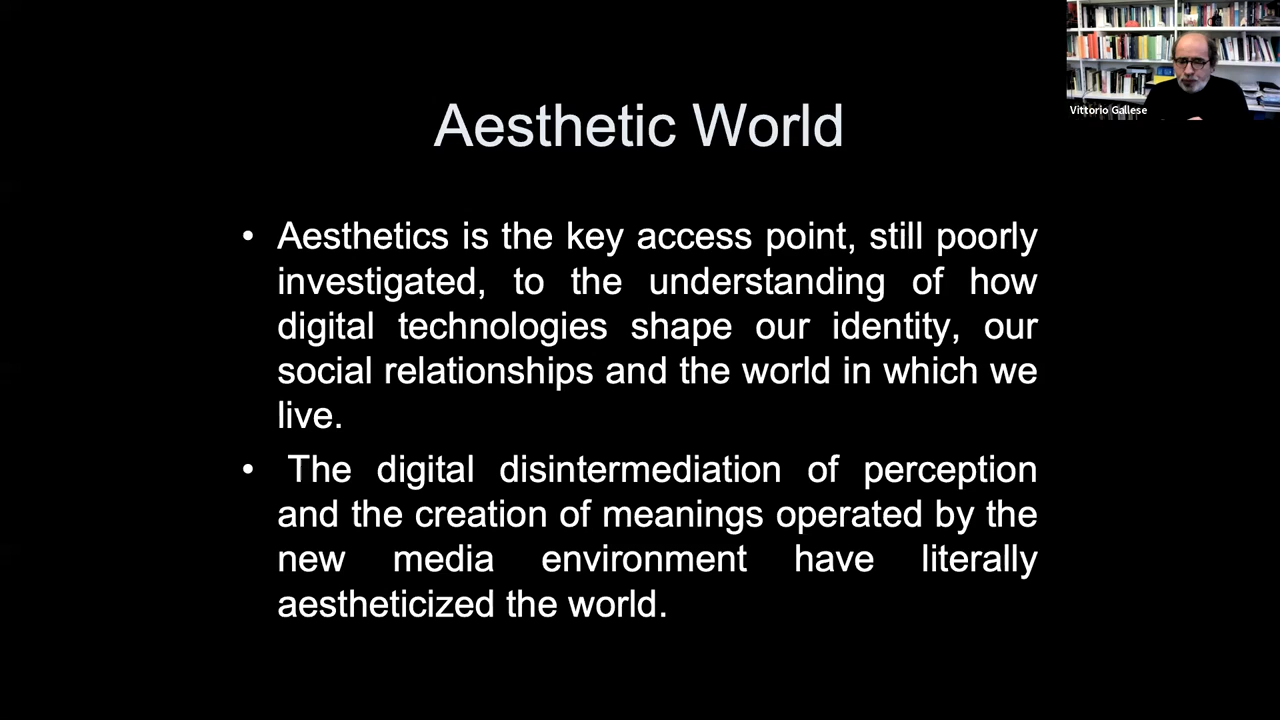 Vittorio Gallese
Aesthetic World
• Aesthetics is the key access point, still poorly
investigated, to the understanding of how
digital technologies shape our identity, our
social relationships and the world in which we
live.
• The digital disintermediation of perception
and the creation of meanings operated by the
new media environment have literally
aestheticized the world.